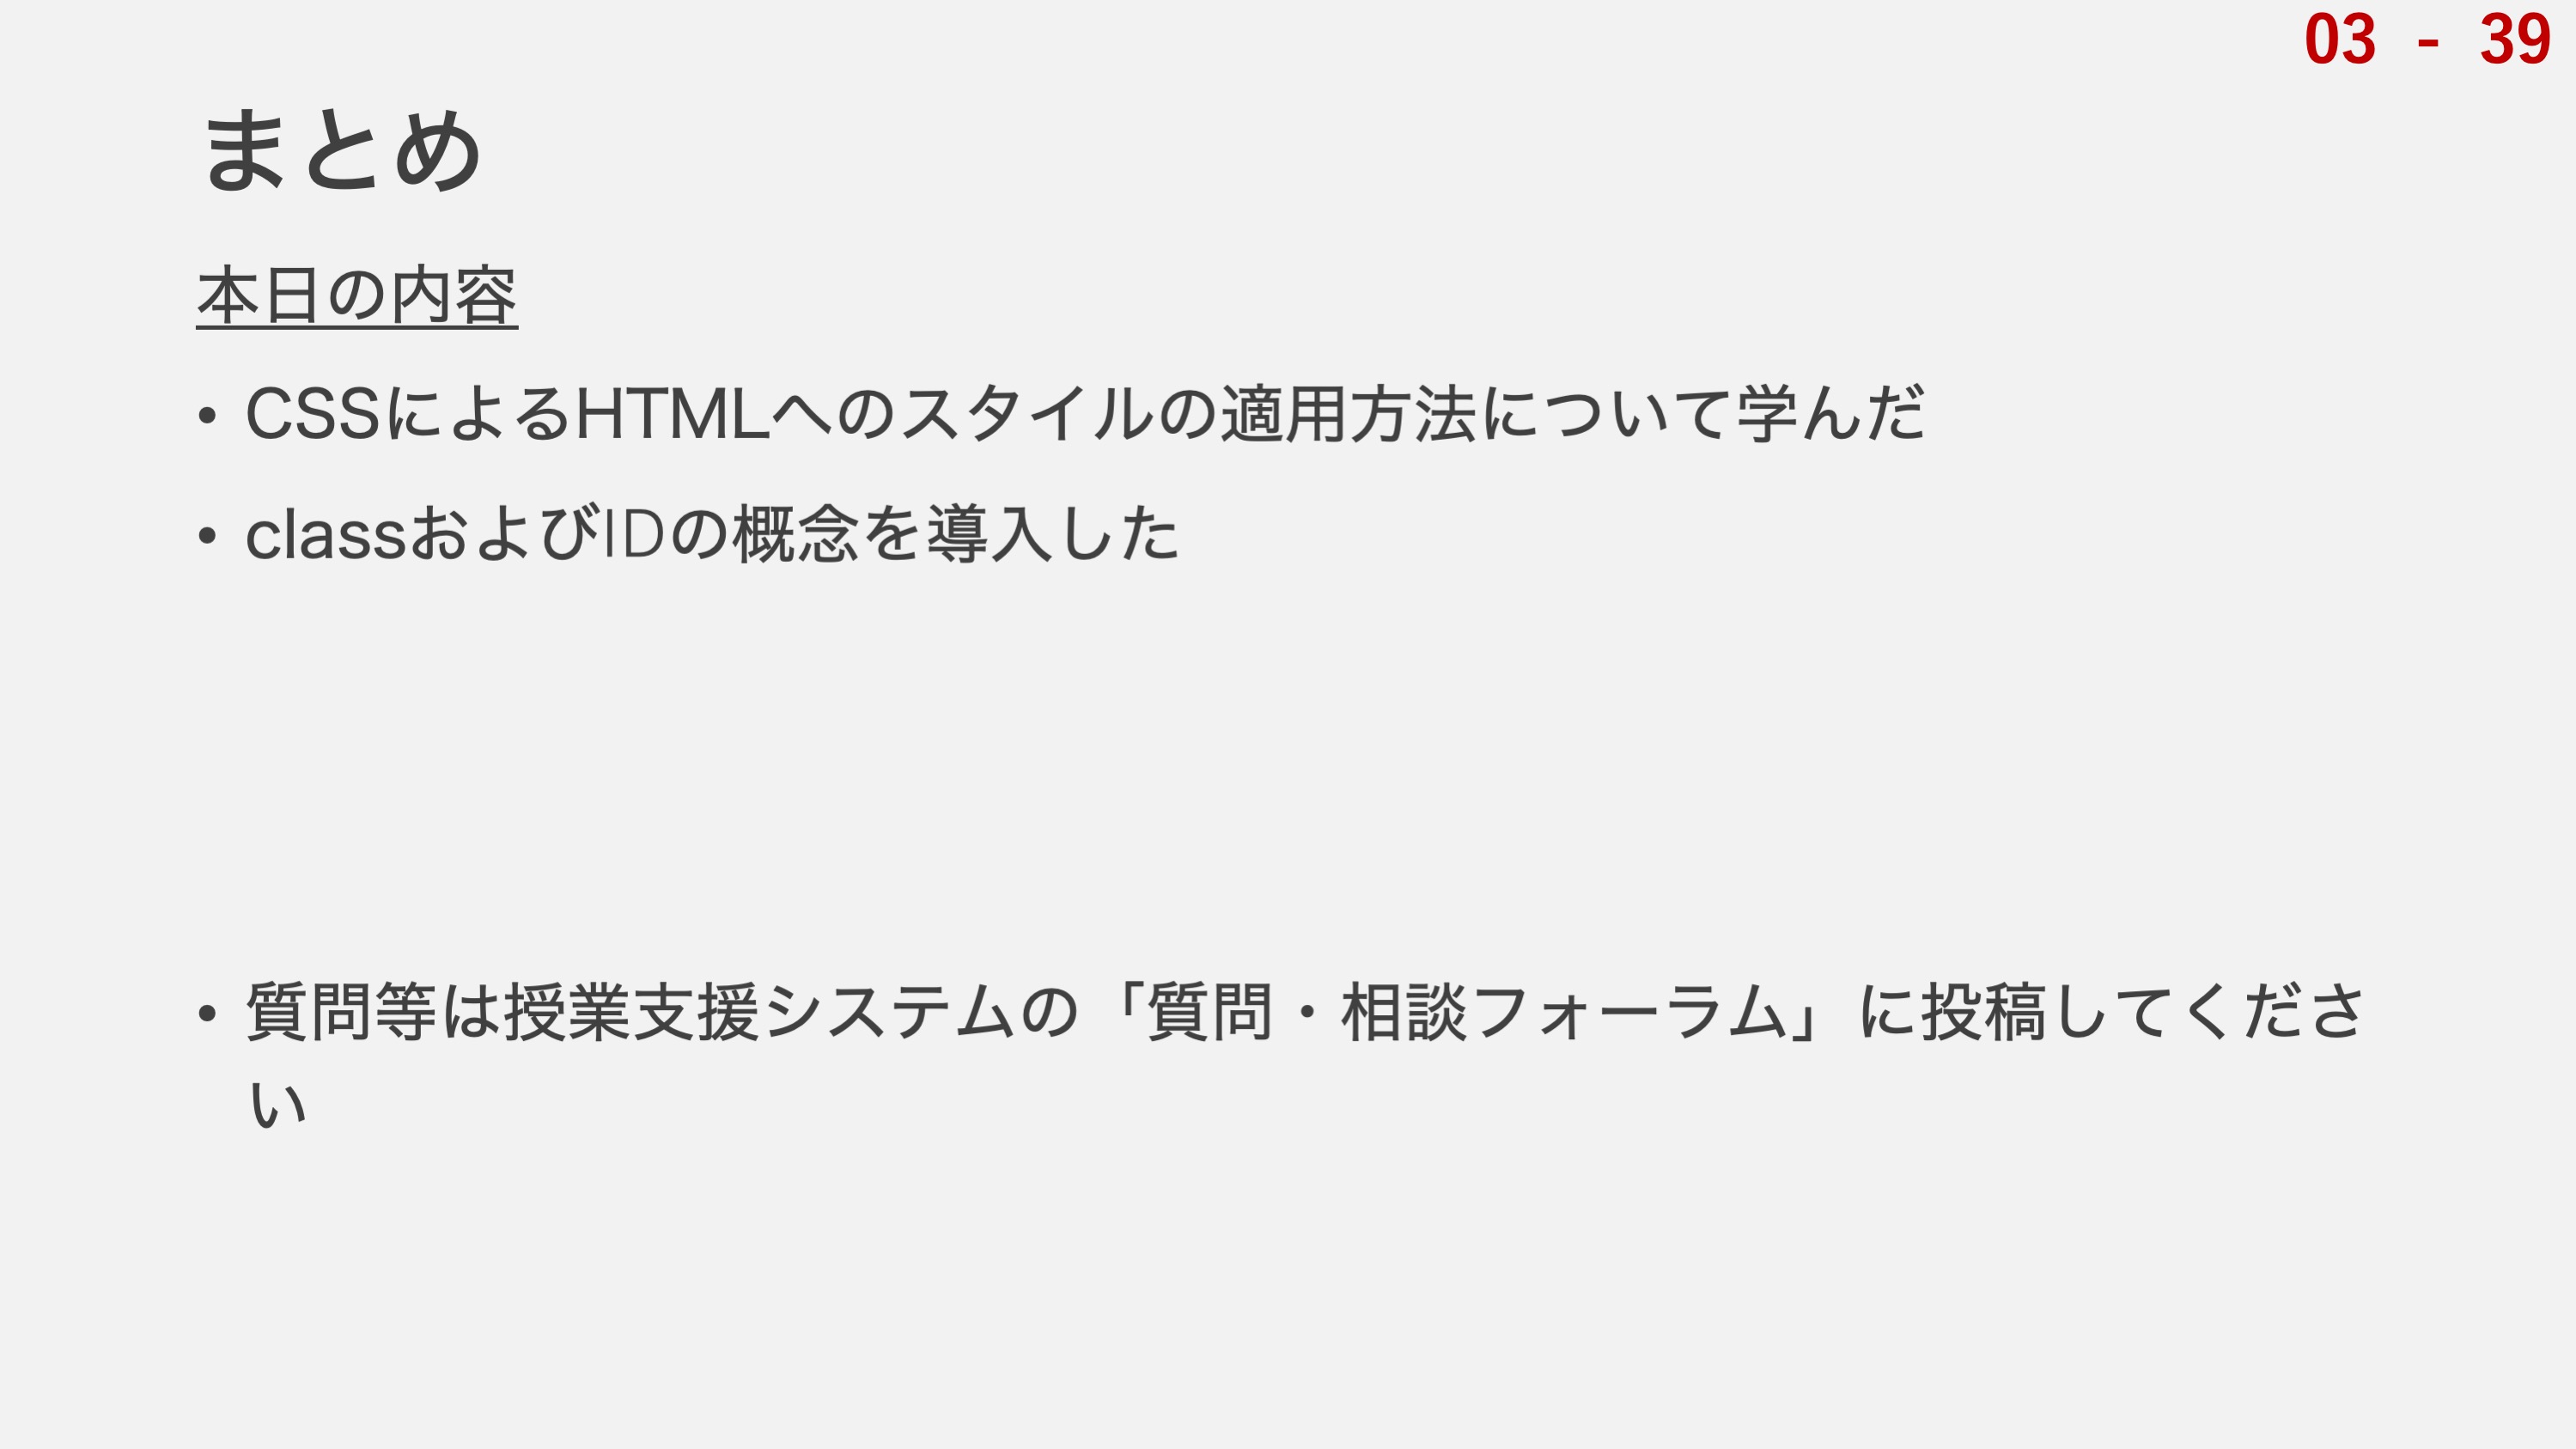 03 - 39
まとめ
本日の内容
• CSSによるHTMLへのスタイルの適用方法について学んだ
• classおよびIDの概念を導入した
• 質問等は授業支援システムの「質問・相談フォーラム」に投稿してくださ
い